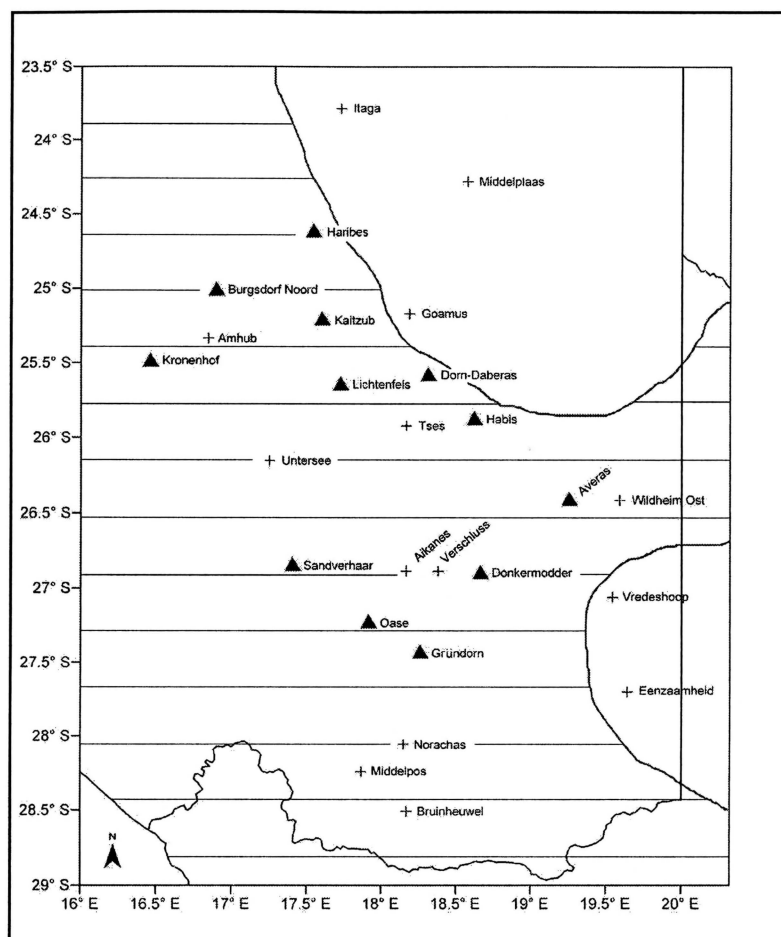 23.5° S
Itaga
24° S
Middelplaas
24.5° S
Haribes
25° S
Burgsdorf Noord
Kaitzub
Goamus
Amhub
25.5° S
Kronenhof
Dorn-Daberas
Lichtenfels
Habis
26° S
Tses
Untersee
Averas
26.5° S
Wildheim Ost
Aikanes
Verschluss
Sandverhaar
Donkermodder
27° S
Vredeshoop
Oase
27.5° S
Gründorn
Eenzaamheid
28° S
Norachas
Middelpos
28.5° S
Bruinheuwel
N
29° S
16° E 16.5° E 17° E 17.5° E 18° E 18.5° E 19° E 19.5° E 20° E